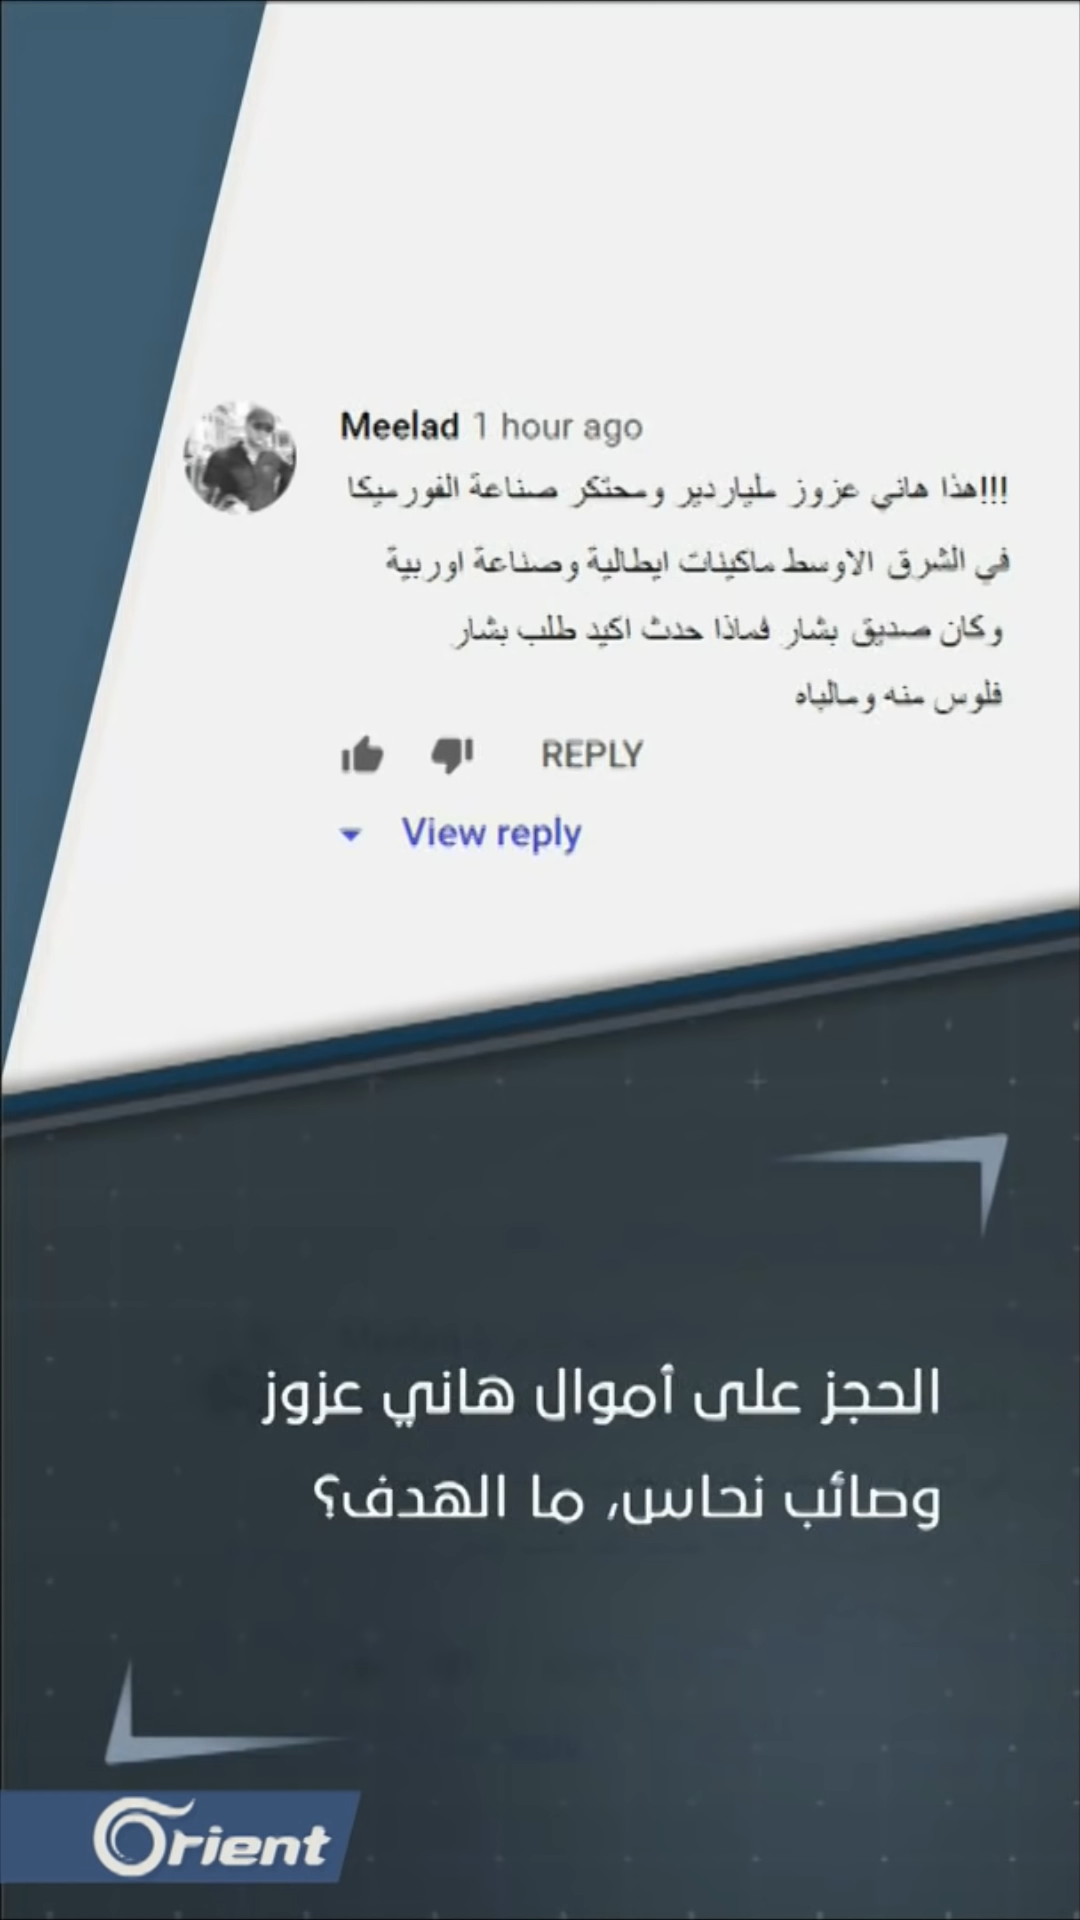 Meelad 1 hour ago
!!!هذا هاني عزوز ملياردير ومحتكر صناعة الفورميكا
في الشرق الاوسط ماكينات ايطالية وصناعة اوربية
وكان صديق بشار فماذا حدث اكيد طلب بشار
فلوس منه ومالباه
REPLY
View reply
الحجز على أموال هاني عزوز
وصائب نحاس، ما الهدف؟
Orient